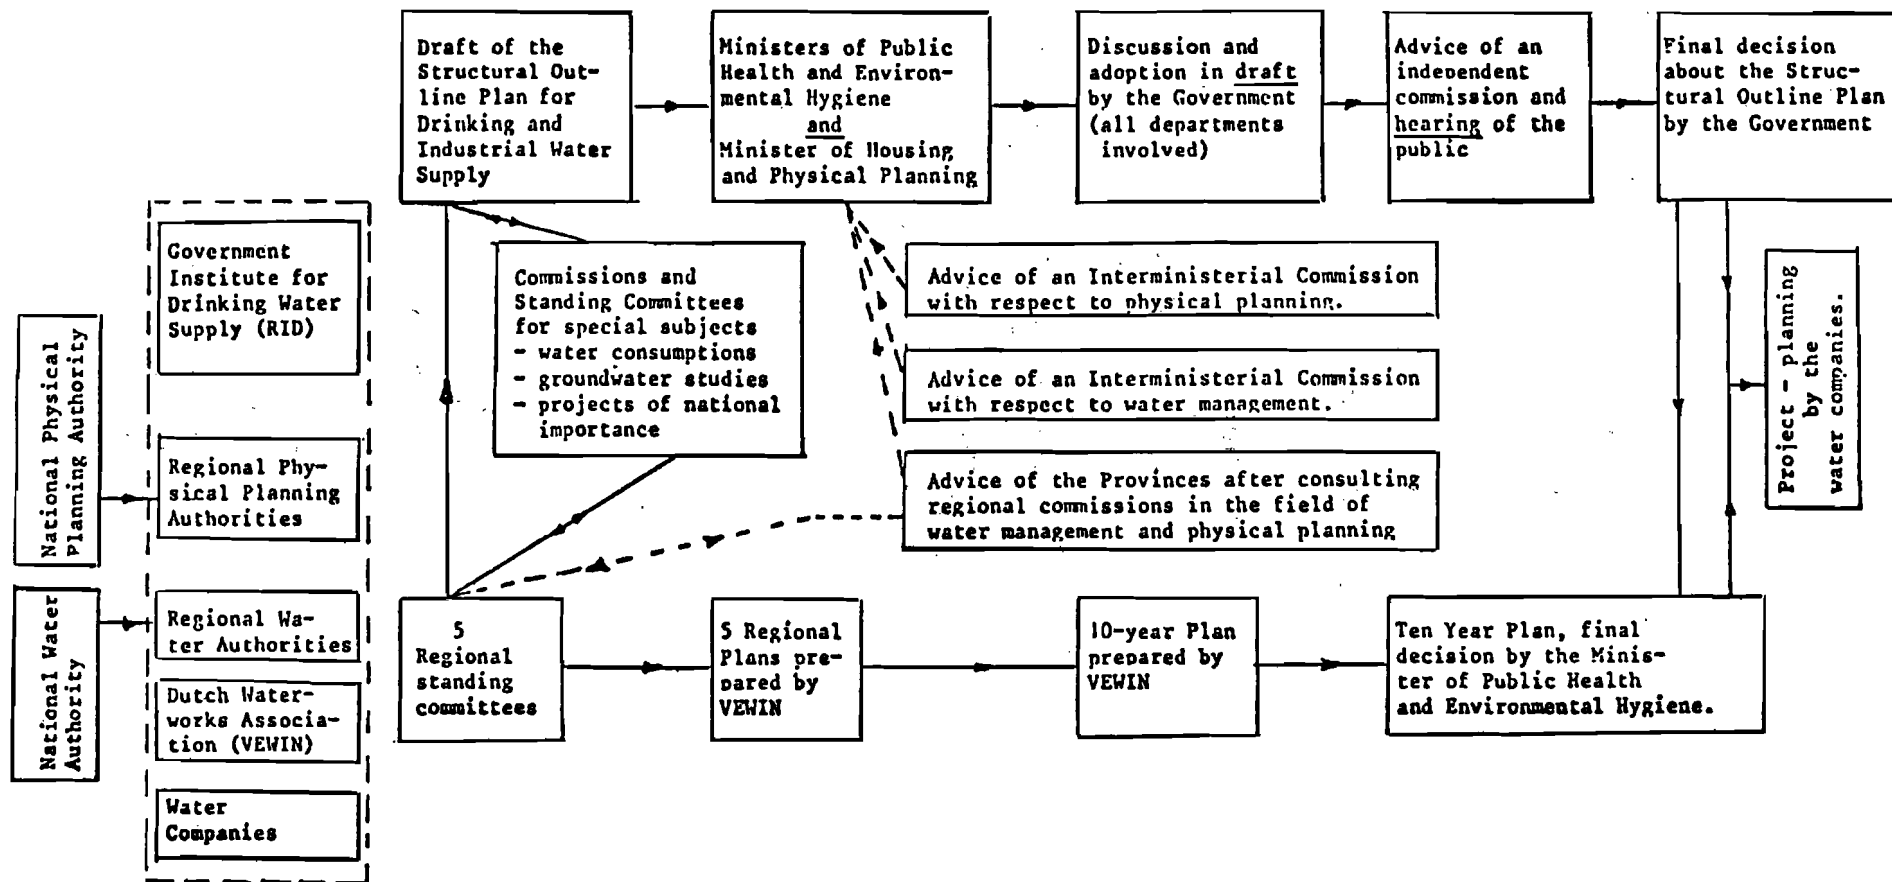 Draft of the
Structural Out-
line Plan for
Drinking and
Industrial Water
Supply
Ministers of Public
Health and Environ-
mental Hygiene
and
Minister of Housing
and Physical Planning
Discussion and
adoption in draft
by the Government
(all departments
involved)
Advice of an
independent
commission and
hearing of the
public
Final decision
about the Struc-
tural Outline Plan
by the Government
National Physical
Planning Authority
National Water
Authority
Government
Institute for
Drinking Water
Supply (RID)
Regional Phy-
sical Planning
Authorities
Regional Wa-
ter Authorities
Dutch Water-
works Associa-
tion (VEWIN)
Water
Companies
Commissions and
Standing Committees
for special subjects
- water consumptions
- groundwater studies
- projects of national
importance
Advice of an Interministerial Commission
with respect to physical planning.
Advice of an Interministerial Commission
with respect to water management.
Advice of the Provinces after consulting
regional commissions in the field of
water management and physical planning
Project - planning
by the
water companies.
5
Regional
standing
committees
5 Regional
Plans pre-
pared by
VEWIN
10-year Plan
prepared by
VEWIN
Ten Year Plan, final
decision by the Minis-
ter of Public Health
and Environmental Hygiene.